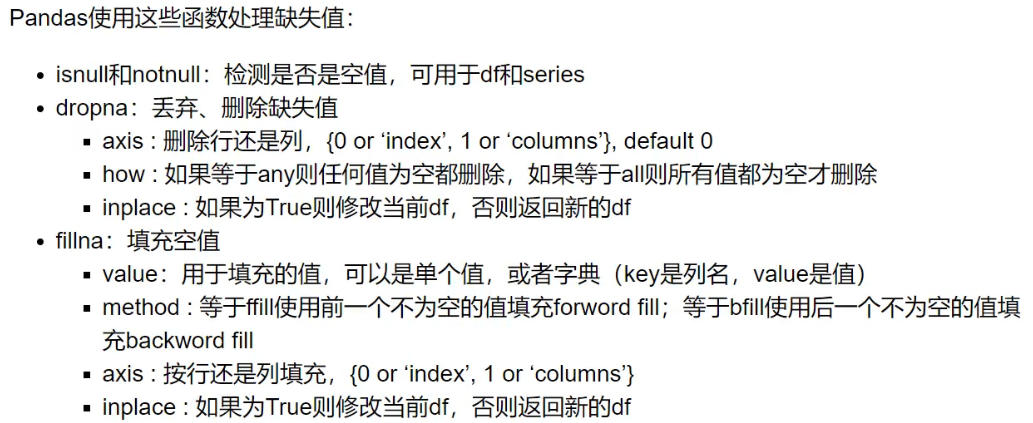 Pandas使用这些函数处理缺失值：
• isnull和notnull：检测是否是空值，可用于df和series
• dropna：丢弃、删除缺失值
▪ axis : 删除行还是列，{0 or ‘index’, 1 or ‘columns’}, default 0
▪ how : 如果等于any则任何值为空都删除，如果等于all则所有值都为空才删除
▪ inplace : 如果为True则修改当前df，否则返回新的df
• fillna：填充空值
▪ value：用于填充的值，可以是单个值，或者字典（key是列名，value是值）
▪ method : 等于ffill使用前一个不为空的值填充forword fill；等于bfill使用后一个不为空的值填
充backword fill
▪ axis : 按行还是列填充，{0 or ‘index’, 1 or ‘columns’}
▪ inplace : 如果为True则修改当前df，否则返回新的df